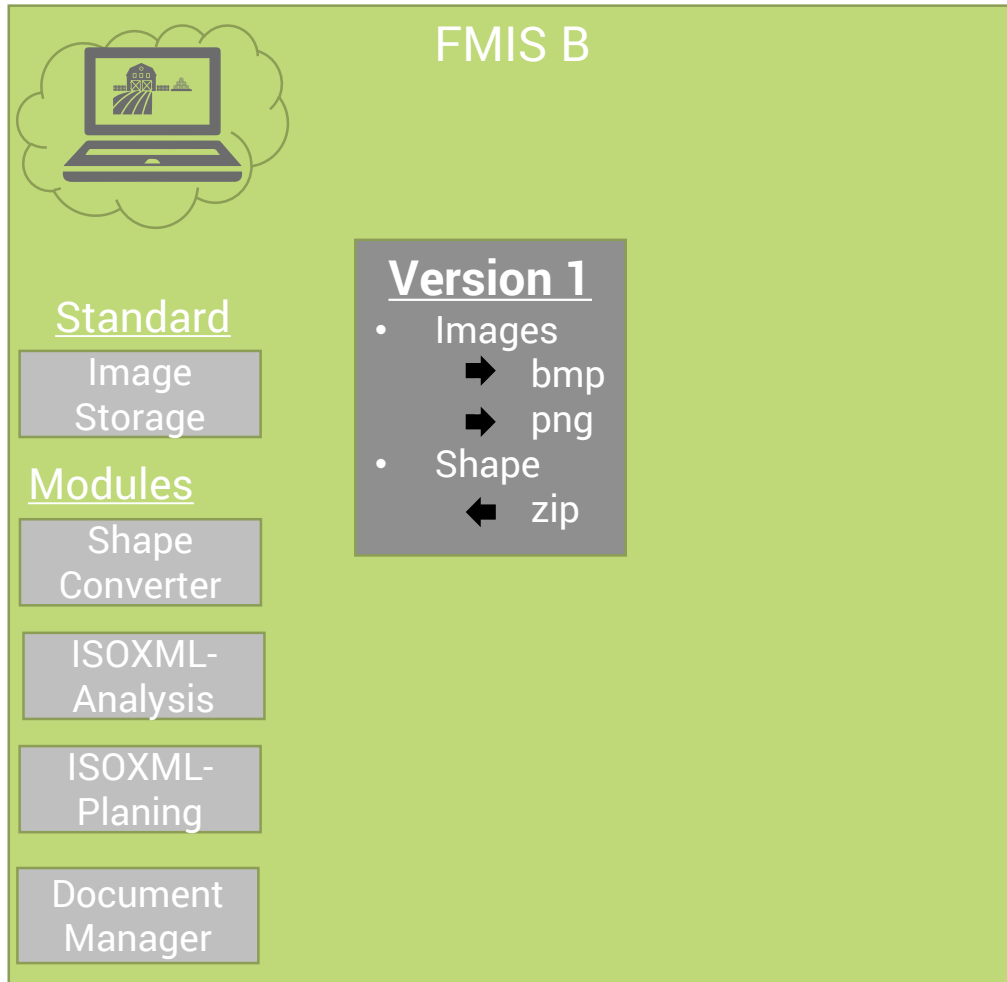 FMIS B
Standard
Image
Storage
Modules
Shape
Converter
ISOXML-
Analysis
ISOXML-
Planing
Document
Manager
Version 1
• Images
bmp
png
• Shape
zip